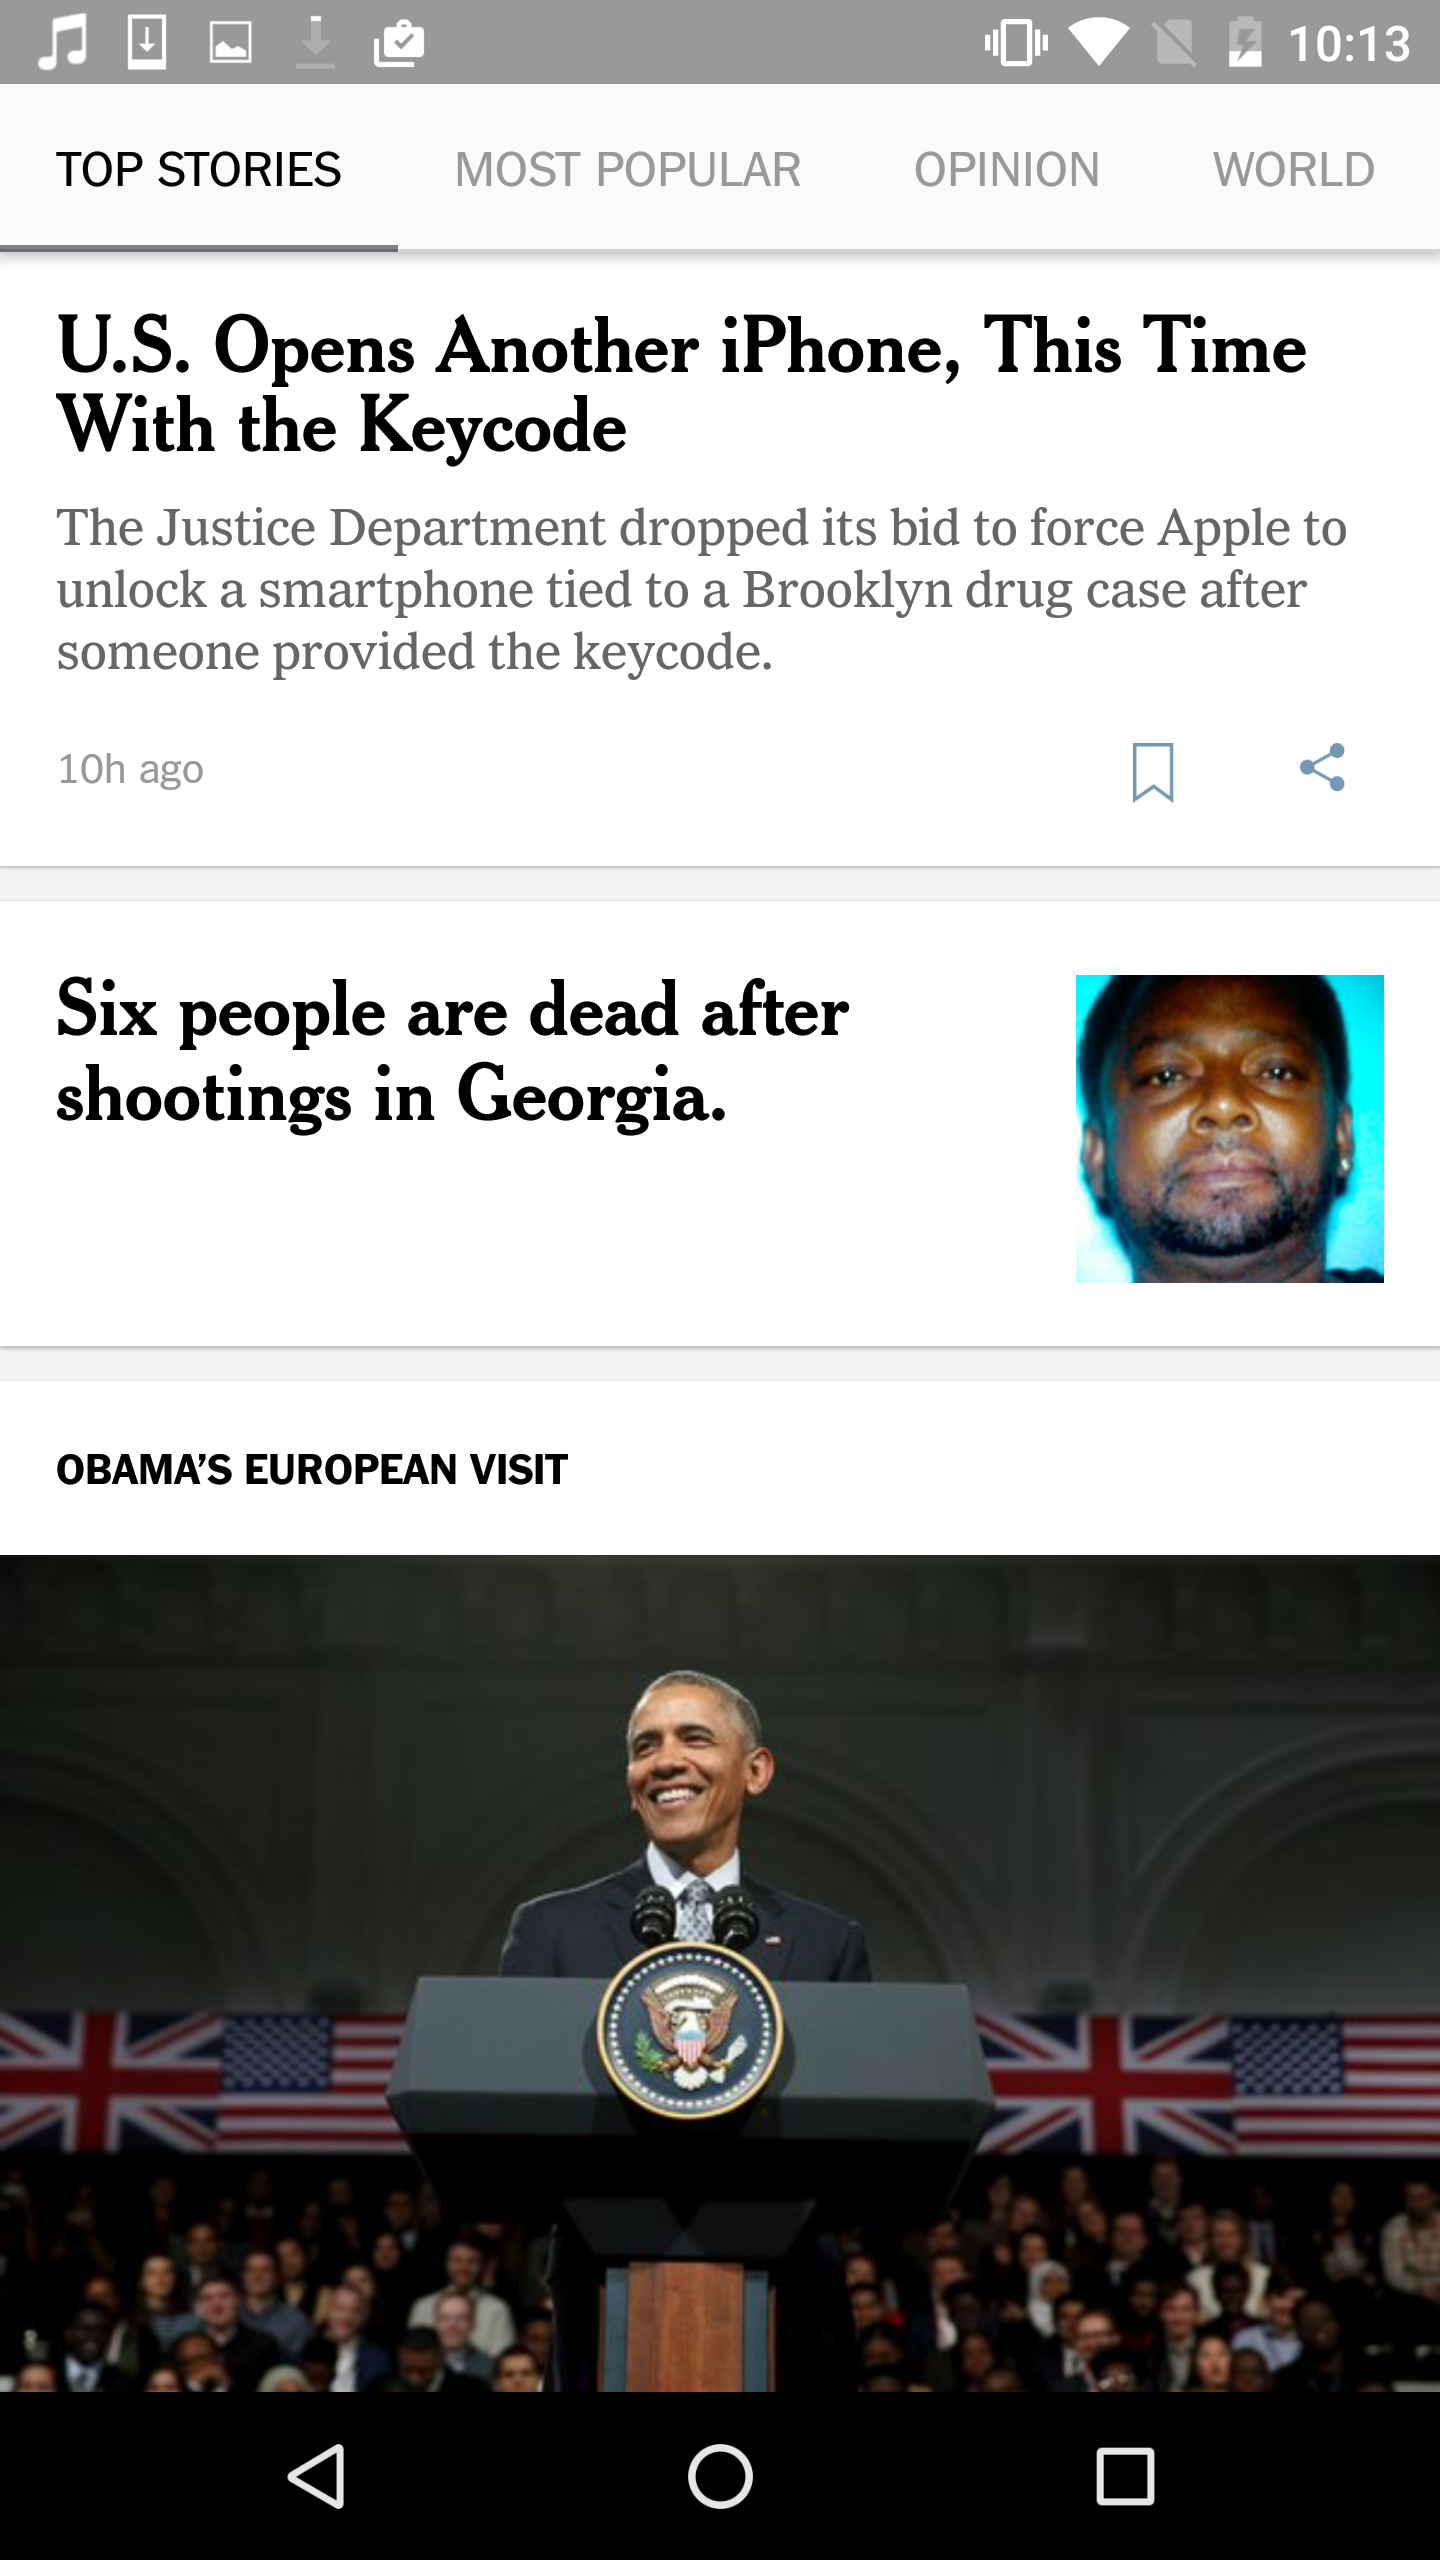 10:13
TOP STORIES MOST POPULAR OPINION WORLD
U.S. Opens Another iPhone, This Time
With the Keycode
The Justice Department dropped its bid to force Apple to
unlock a smartphone tied to a Brooklyn drug case after
someone provided the keycode.
10h ago
Six people are dead after
shootings in Georgia.
OBAMA’S EUROPEAN VISIT